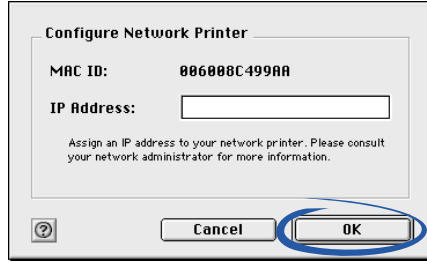 Configure Network Printer
MAC ID: 006008C499AA
IP Address:
Assign an IP address to your network printer. Please consult
your network administrator for more information.
? Cancel OK